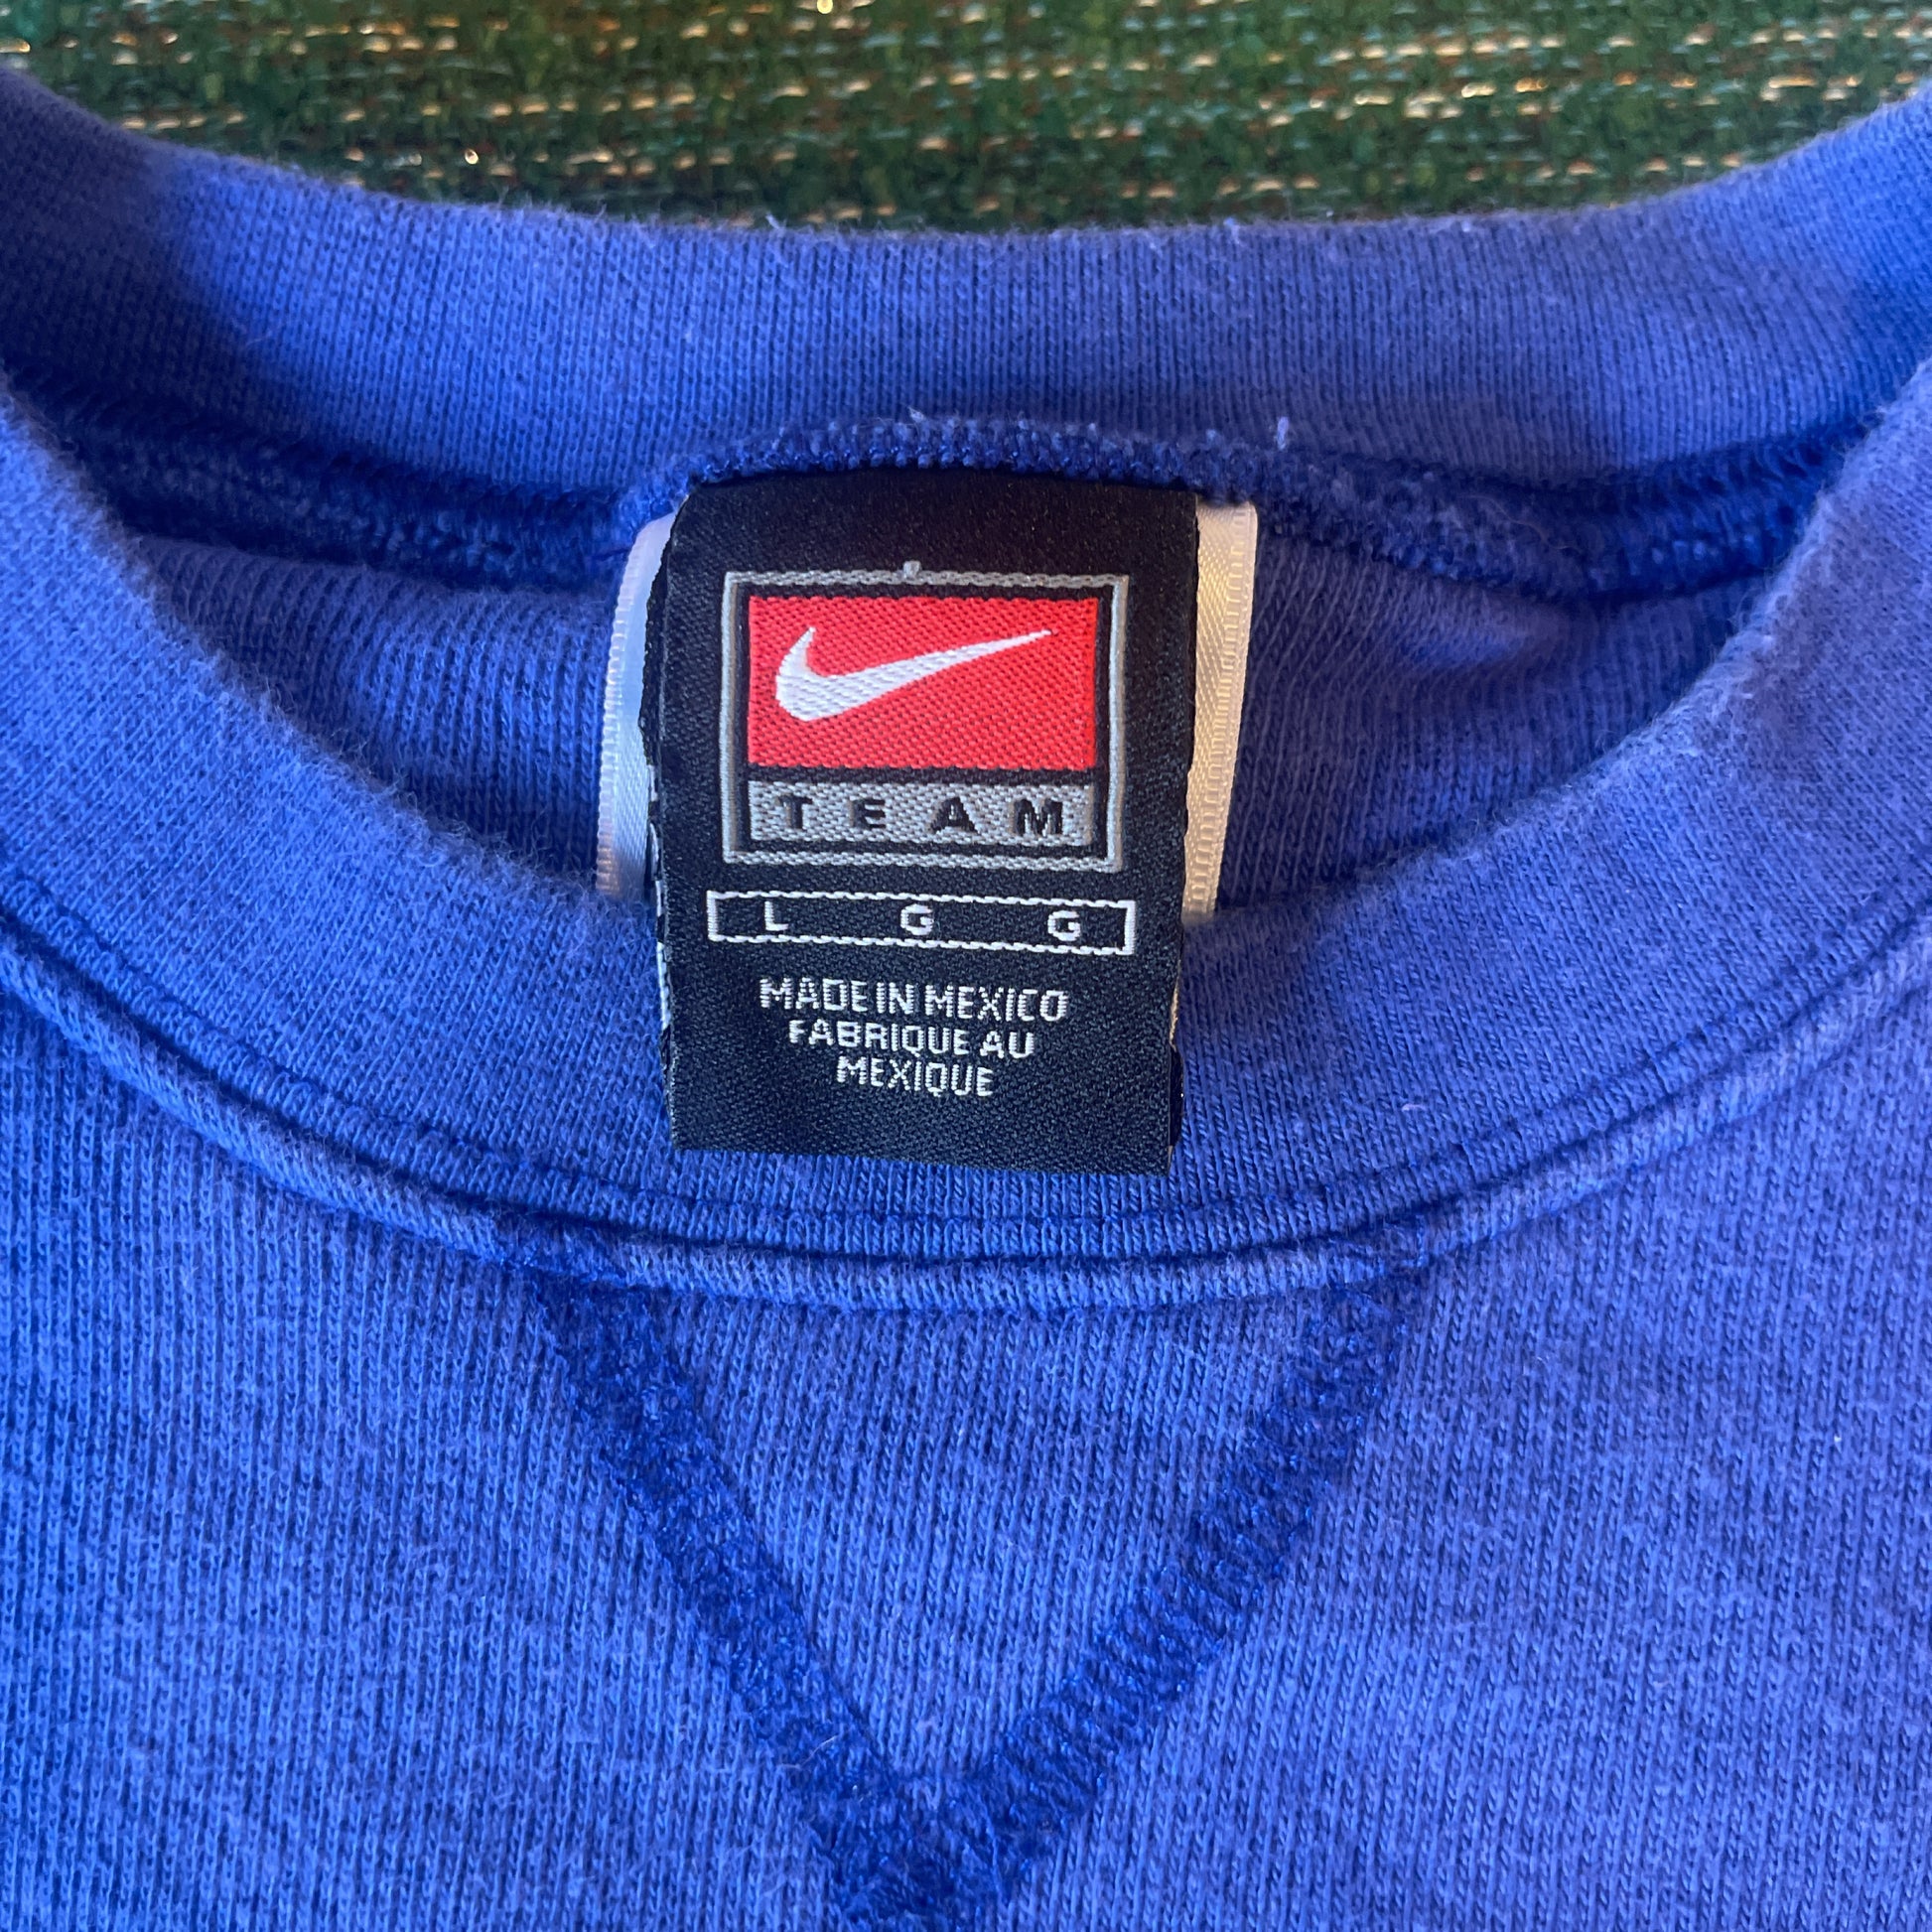 TEAM
L G G
MADE IN MEXICO
FABRIQUE AU
MEXIQUE